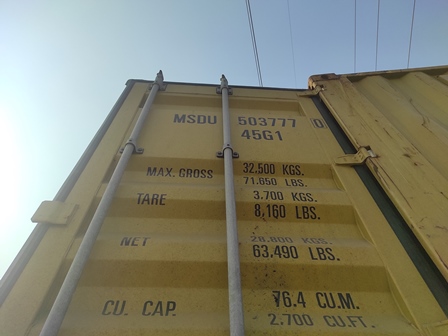 MSDU 503777 0
45G1
MAX. GROSS 32.500 KGS.
71.650 LBS.
TARE 3.700 KGS.
8,160 LBS.
NET 28.800 KGS.
63,490 LBS.
CU. CAP. 76.4 CU.M.
2.700 CU.FT.